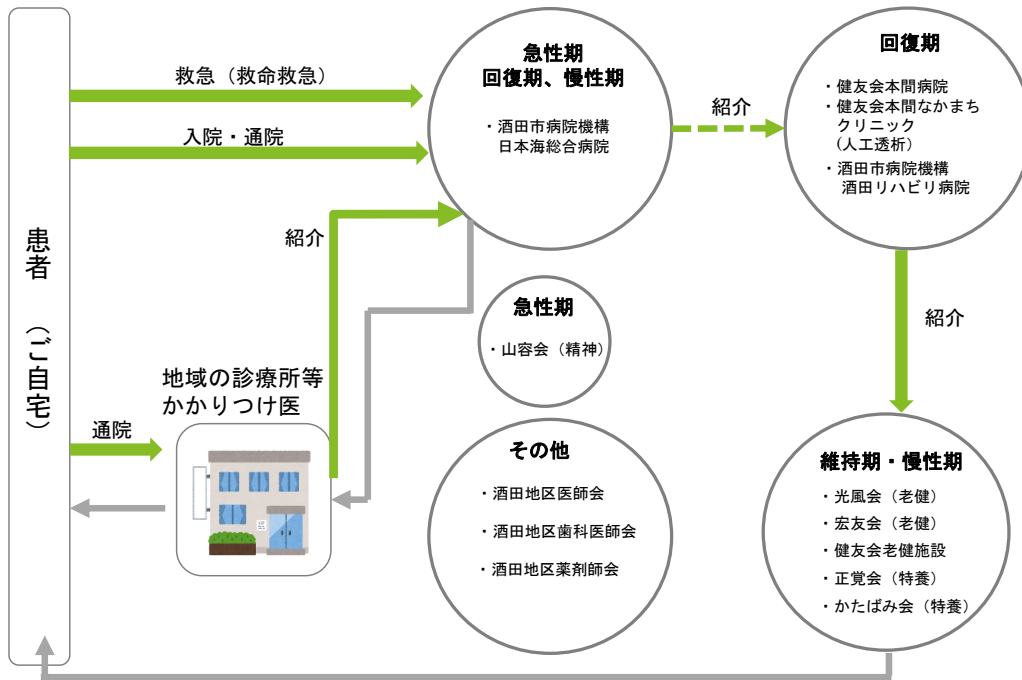 患者（ご自宅）
救急（救命救急）
入院・通院
紹介
通院
地域の診療所等
かかりつけ医
急性期
回復期、慢性期
・酒田市病院機構
日本海総合病院
紹介
回復期
・健友会本間病院
・健友会本間なかまち
クリニック
（人工透析）
・酒田市病院機構
酒田リハビリ病院
紹介
急性期
・山容会（精神）
その他
・酒田地区医師会
・酒田地区歯科医師会
・酒田地区薬剤師会
維持期・慢性期
・光風会（老健）
・宏友会（老健）
・健友会老健施設
・正覚会（特養）
・かたばみ会（特養）